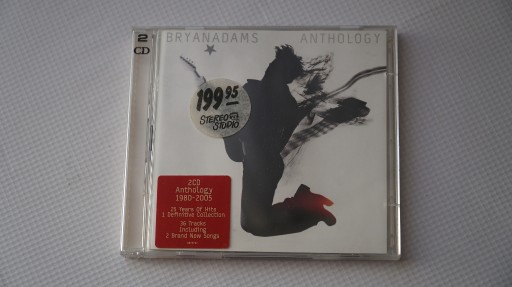 2
CD
BRYANADAMS
ANTHOLOGY
199 95
STEREO
STUDIO
2CD
Anthology
1980-2005
25 Years Of Hits
1 Definitive Collection
36 Tracks
Including
2 Brand New Songs